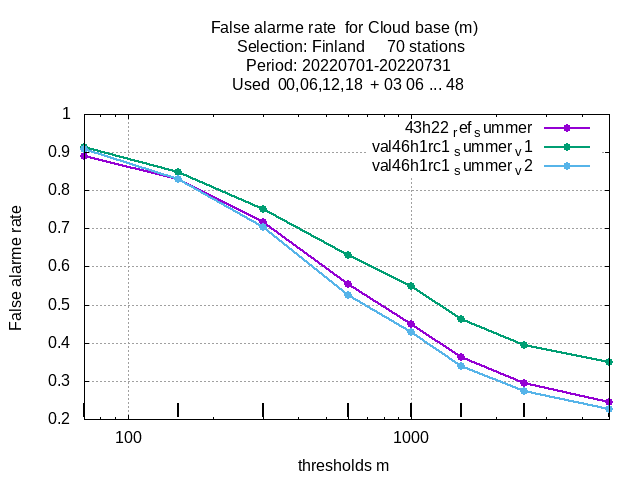 False alarme rate for Cloud base (m)
Selection: Finland 70 stations
Period: 20220701-20220731
Used 00,06,12,18 + 03 06 ... 48
1
0.9
0.8
0.7
0.6
0.5
0.4
0.3
0.2
False alarme rate
43h22 ref summer
val46h1rc1 summer v1
val46h1rc1 summer v2
100
1000
thresholds m